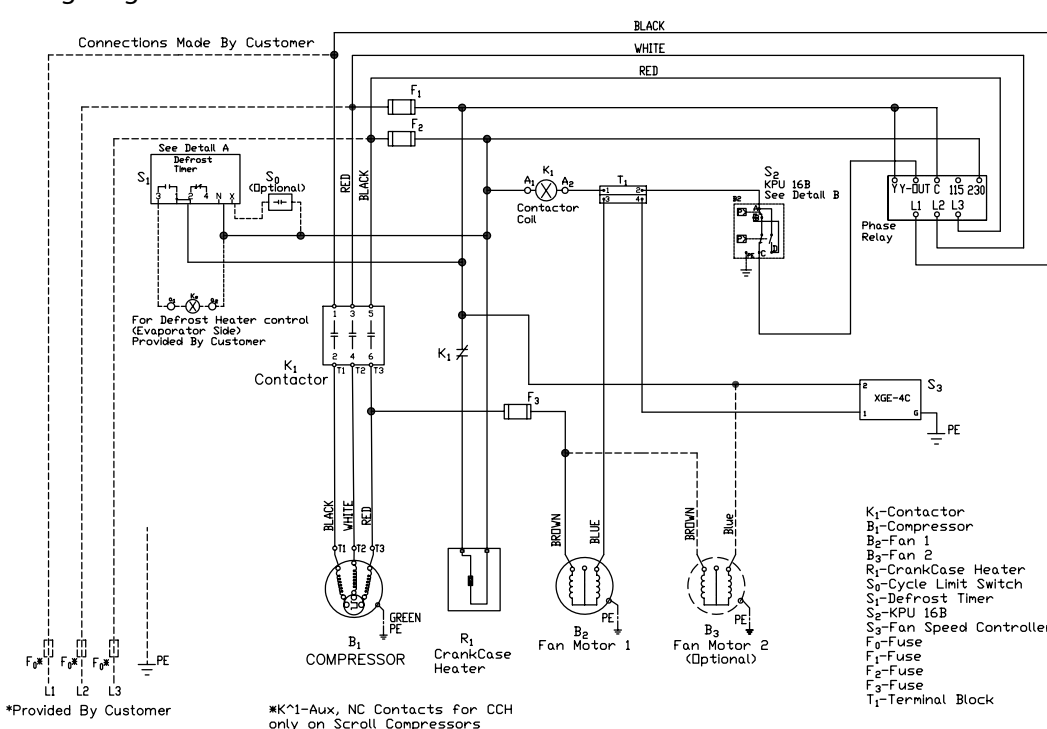 BLACK
Connections Made By Customer
WHITE
RED
F₁
F₂
See Detail A
Defrost
Timer
S₁
3 1 2 4 N X
S₀
(Optional)
RED
BLACK
K₁
A₁ A₂
Contactor
Coil
T₁
1 2
3 4
S₂
KPU 16B
See Detail B
B2
A
B
D
PE C
Y Y-OUT C 115 230
L1 L2 L3
Phase
Relay
For Defrost Heater control
(Evaporator Side)
Provided By Customer
1 3 5
2 4 6
T1 T2 T3
K₁
Contactor
K₁
F₃
2
XGE-4C
1 G
S₃
PE
BLACK
WHITE
RED
BROWN
BLUE
BROWN
Blue
T1 T2 T3
GREEN
PE
B₁
COMPRESSOR
R₁
CrankCase
Heater
PE
B₂
Fan Motor 1
PE
B₃
Fan Motor 2
(Optional)
K₁-Contactor
B₁-Compressor
B₂-Fan 1
B₃-Fan 2
R₁-CrankCase Heater
S₀-Cycle Limit Switch
S₁-Defrost Timer
S₂-KPU 16B
S₃-Fan Speed Controller
F₀-Fuse
F₁-Fuse
F₂-Fuse
F₃-Fuse
T₁-Terminal Block
F₀* F₀* F₀* PE
L1 L2 L3
*Provided By Customer
*K^1-Aux, NC Contacts for CCH
only on Scroll Compressors